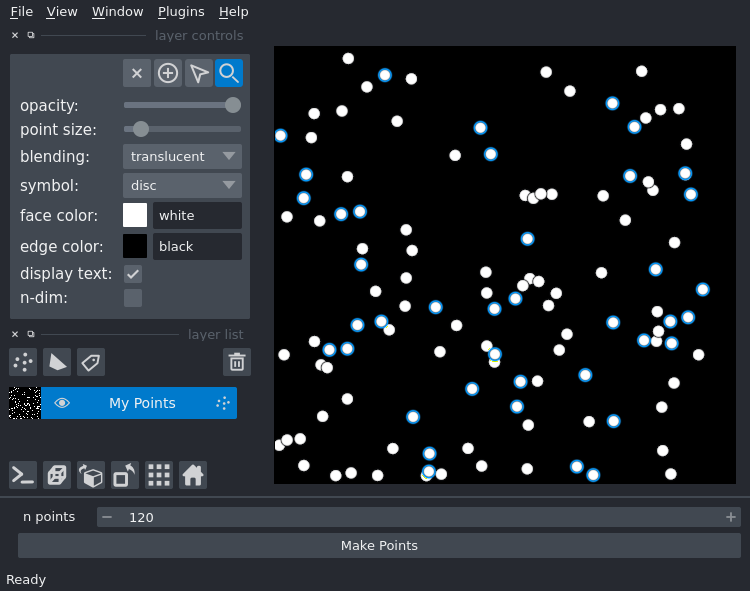 File View Window Plugins Help
layer controls
opacity:
point size:
blending: translucent
symbol: disc
face color: white
edge color: black
display text:
n-dim:
layer list
My Points
n points 120
Make Points
Ready